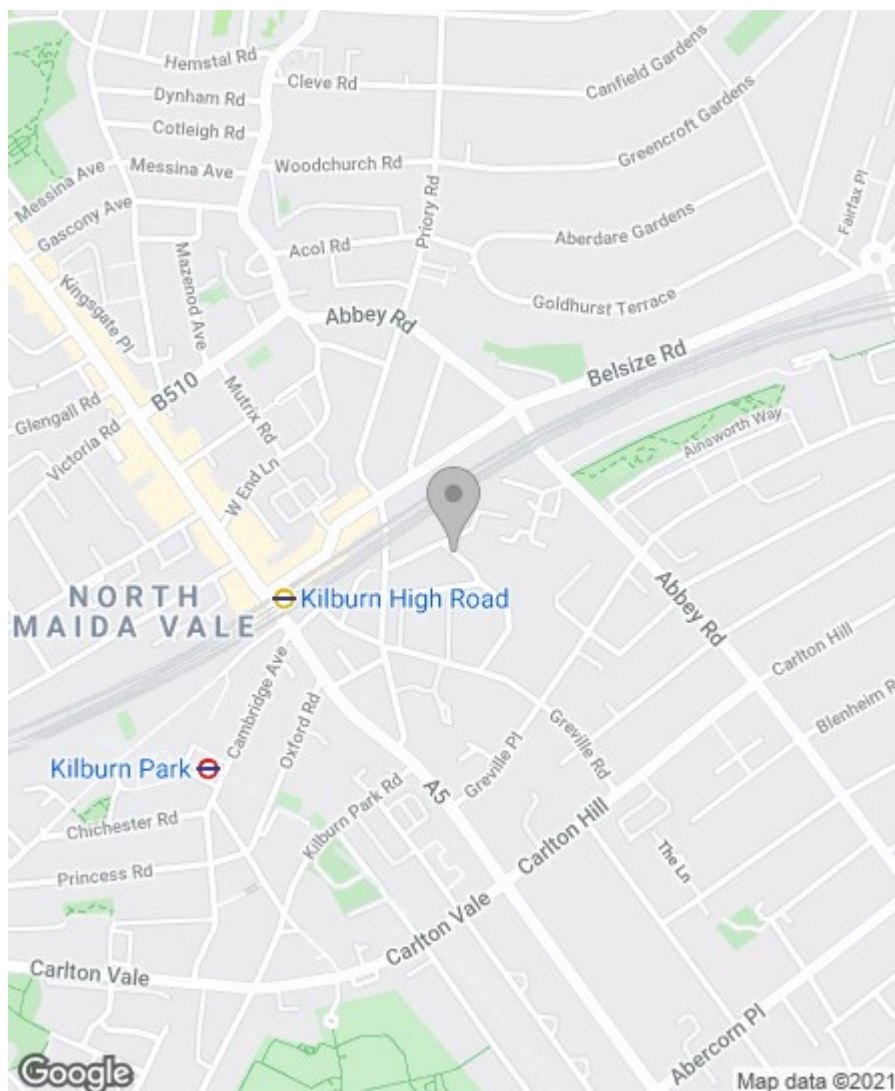 Hemstal Rd
Cleve Rd
Canfield Gardens
Dynham Rd
Greencroft Gardens
Cotleigh Rd
Messina Ave
Messina Ave
Woodchurch Rd
Priory Rd
Fairfax Pl
Gascony Ave
Aberdare Gardens
Acol Rd
Mazenod Ave
Kingsgate Pl
Goldhurst Terrace
Abbey Rd
Belsize Rd
B510
Glengall Rd
Mutrix Rd
Victoria Rd
Ainsworth Way
W End Ln
NORTH
MAIDA VALE
Kilburn High Road
Abbey Rd
Cambridge Ave
Carlton Hill
Oxford Rd
Blenheim R
Greville Pl
Greville Rd
Kilburn Park
A5
Kilburn Park Rd
Chichester Rd
Carlton Hill
The Ln
Princess Rd
Carlton Vale
Carlton Vale
Abercorn Pl
Google
Map data ©2021